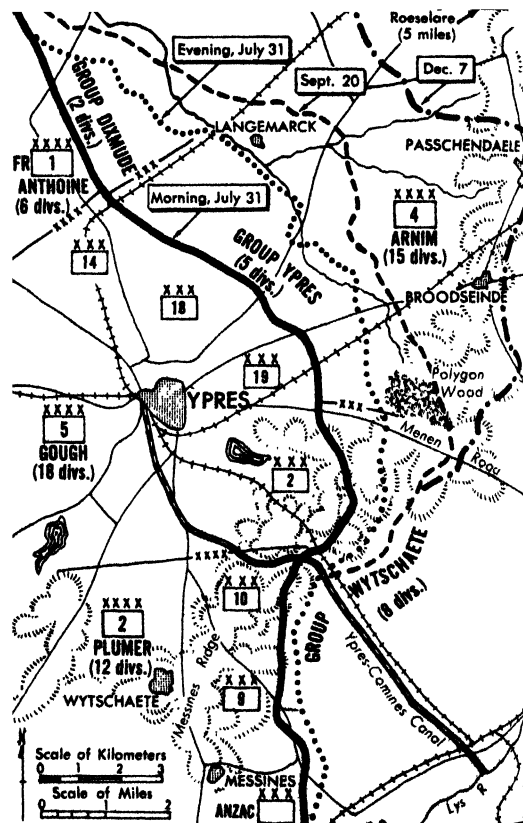 Roeselare
(5 miles)
Evening, July 31
Sept. 20
Dec. 7
GROUP DIXMUDE
(2 divs.)
LANGEMARCK
PASSCHENDAELE
XXXX
FR 1
ANTHOINE
(6 divs.)
XXX
XXXX
4
ARNIM
(15 divs.)
Morning, July 31
XXXX
GROUP YPRES
(5 divs.)
XXX
14
XXX
18
BROODSEINDE
XXX
19
Polygon
Wood
YPRES
XXX
XXXX
5
GOUGH
(18 divs.)
Menen Road
XXX
2
XXXX
GROUP WYTSCHAETE
(8 divs.)
XXX
10
XXXX
2
PLUMER
(12 divs.)
Messines Ridge
Ypres-Comines Canal
XXX
9
WYTSCHAETE
Scale of Kilometers
0 1 2 3
Scale of Miles
0 1 2
MESSINES
XXX
ANZAC
Lys R.